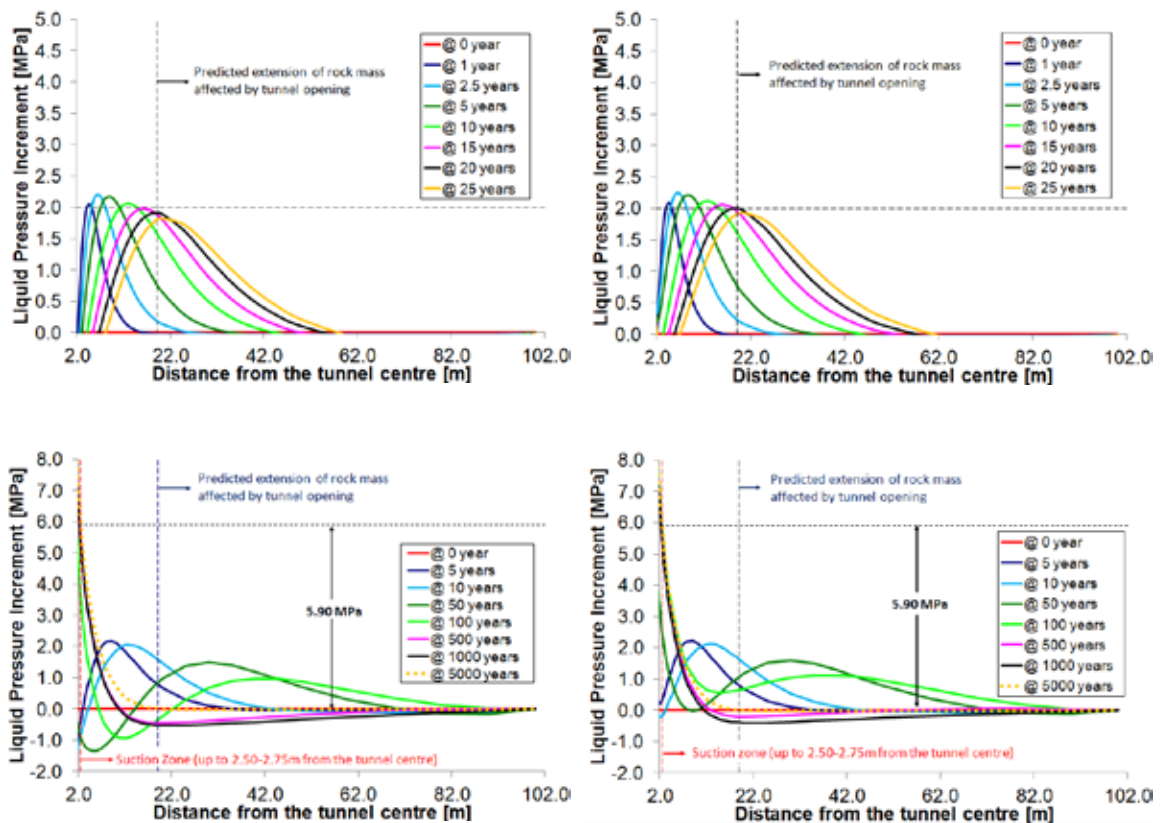 Liquid Pressure Increment [MPa]
5.0
4.5
4.0
3.5
3.0
2.5
2.0
1.5
1.0
0.5
0.0
Predicted extension of rock mass
affected by tunnel opening
@ 0 year
@ 1 year
@ 2.5 years
@ 5 years
@ 10 years
@ 15 years
@ 20 years
@ 25 years
2.0 22.0 42.0 62.0 82.0 102.0
Distance from the tunnel centre [m]
Liquid Pressure Increment [MPa]
5.0
4.5
4.0
3.5
3.0
2.5
2.0
1.5
1.0
0.5
0.0
Predicted extension of rock mass
affected by tunnel opening
@ 0 year
@ 1 year
@ 2.5 years
@ 5 years
@ 10 years
@ 15 years
@ 20 years
@ 25 years
2.0 22.0 42.0 62.0 82.0 102.0
Distance from the tunnel centre [m]
Liquid Pressure Increment [MPa]
8.0
7.0
6.0
5.0
4.0
3.0
2.0
1.0
0.0
-1.0
-2.0
Predicted extension of rock mass
affected by tunnel opening
@ 0 year
@ 5 years
@ 10 years
@ 50 years
@ 100 years
@ 500 years
@ 1000 years
@ 5000 years
5.90 MPa
Suction Zone (up to 2.50-2.75m from the tunnel centre)
2.0 22.0 42.0 62.0 82.0 102.0
Distance from the tunnel centre [m]
Liquid Pressure Increment [MPa]
8.0
7.0
6.0
5.0
4.0
3.0
2.0
1.0
0.0
-1.0
-2.0
Predicted extension of rock mass
affected by tunnel opening
@ 0 year
@ 5 years
@ 10 years
@ 50 years
@ 100 years
@ 500 years
@ 1000 years
@ 5000 years
5.90 MPa
Suction zone (up to 2.50-2.75m from the tunnel centre)
2.0 22.0 42.0 62.0 82.0 102.0
Distance from the tunnel centre [m]